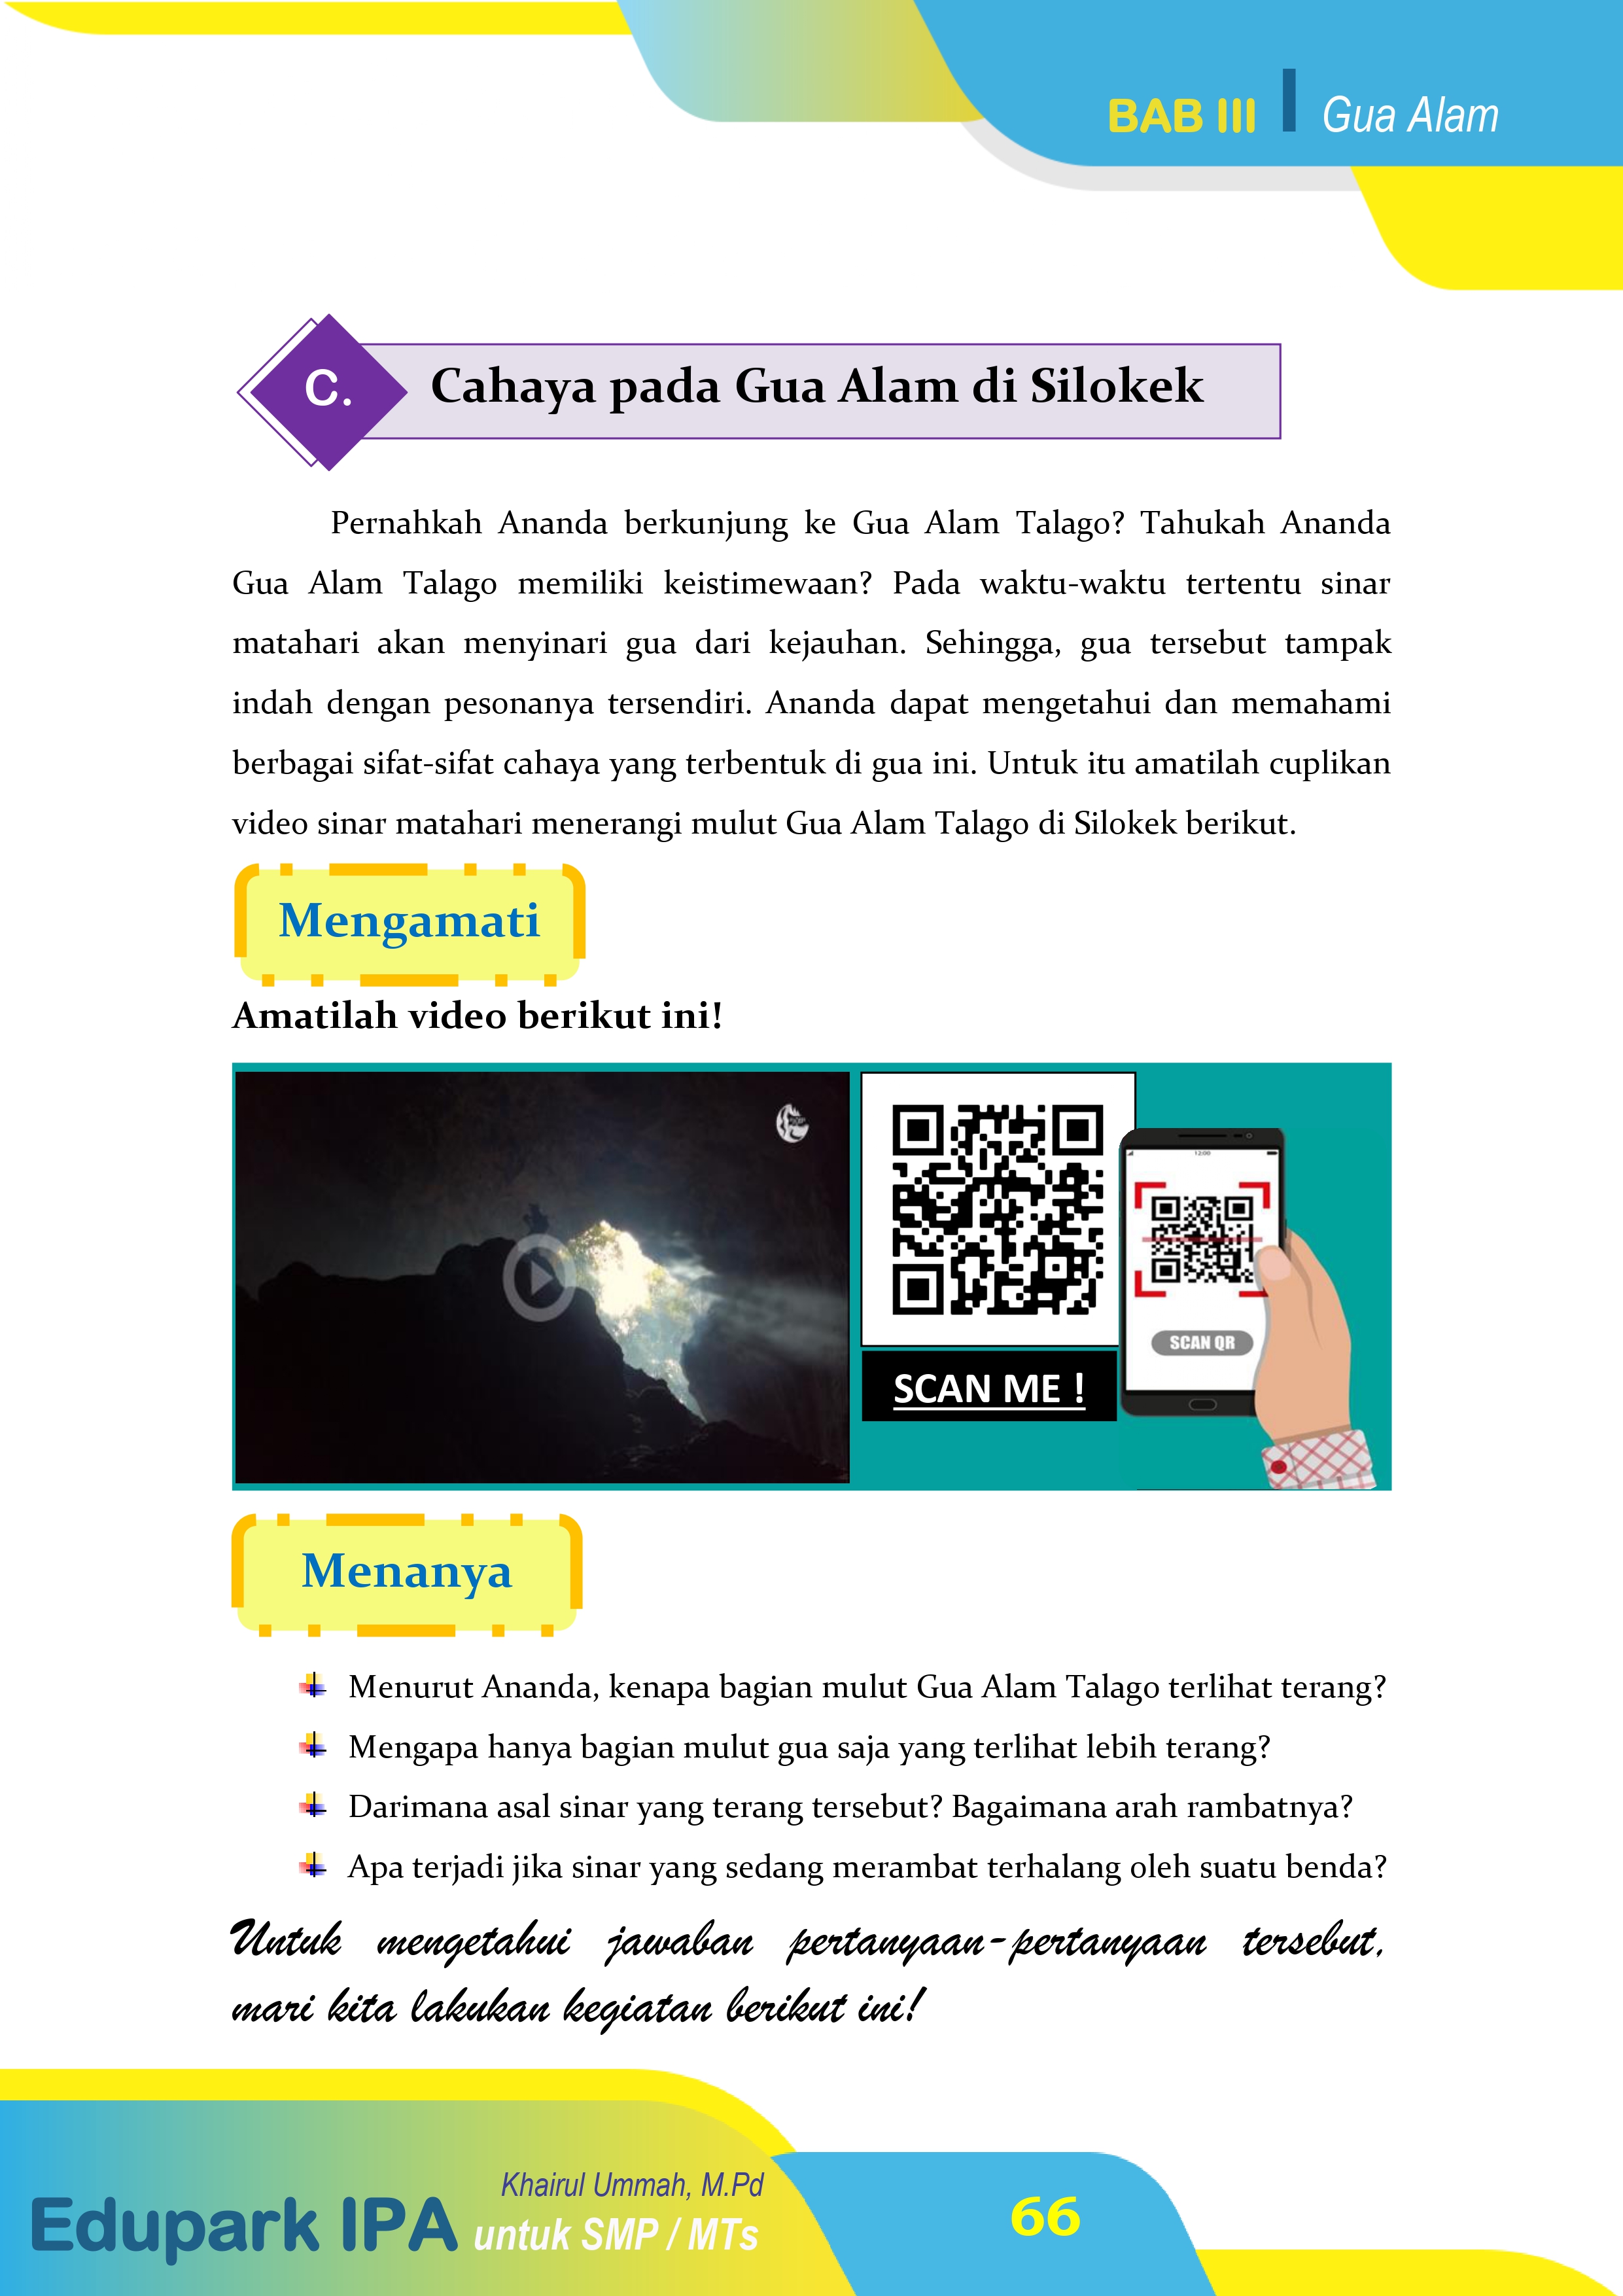 BAB III Gua Alam
C. Cahaya pada Gua Alam di Silokek
Pernahkah Ananda berkunjung ke Gua Alam Talago? Tahukah Ananda
Gua Alam Talago memiliki keistimewaan? Pada waktu-waktu tertentu sinar
matahari akan menyinari gua dari kejauhan. Sehingga, gua tersebut tampak
indah dengan pesonanya tersendiri. Ananda dapat mengetahui dan memahami
berbagai sifat-sifat cahaya yang terbentuk di gua ini. Untuk itu amatilah cuplikan
video sinar matahari menerangi mulut Gua Alam Talago di Silokek berikut.
Mengamati
Amatilah video berikut ini!
12:00
SCAN QR
SCAN ME !
Menanya
Menurut Ananda, kenapa bagian mulut Gua Alam Talago terlihat terang?
Mengapa hanya bagian mulut gua saja yang terlihat lebih terang?
Darimana asal sinar yang terang tersebut? Bagaimana arah rambatnya?
Apa terjadi jika sinar yang sedang merambat terhalang oleh suatu benda?
Untuk mengetahui jawaban pertanyaan-pertanyaan tersebut,
mari kita lakukan kegiatan berikut ini!
Khairul Ummah, M.Pd
Edupark IPA untuk SMP / MTs
66